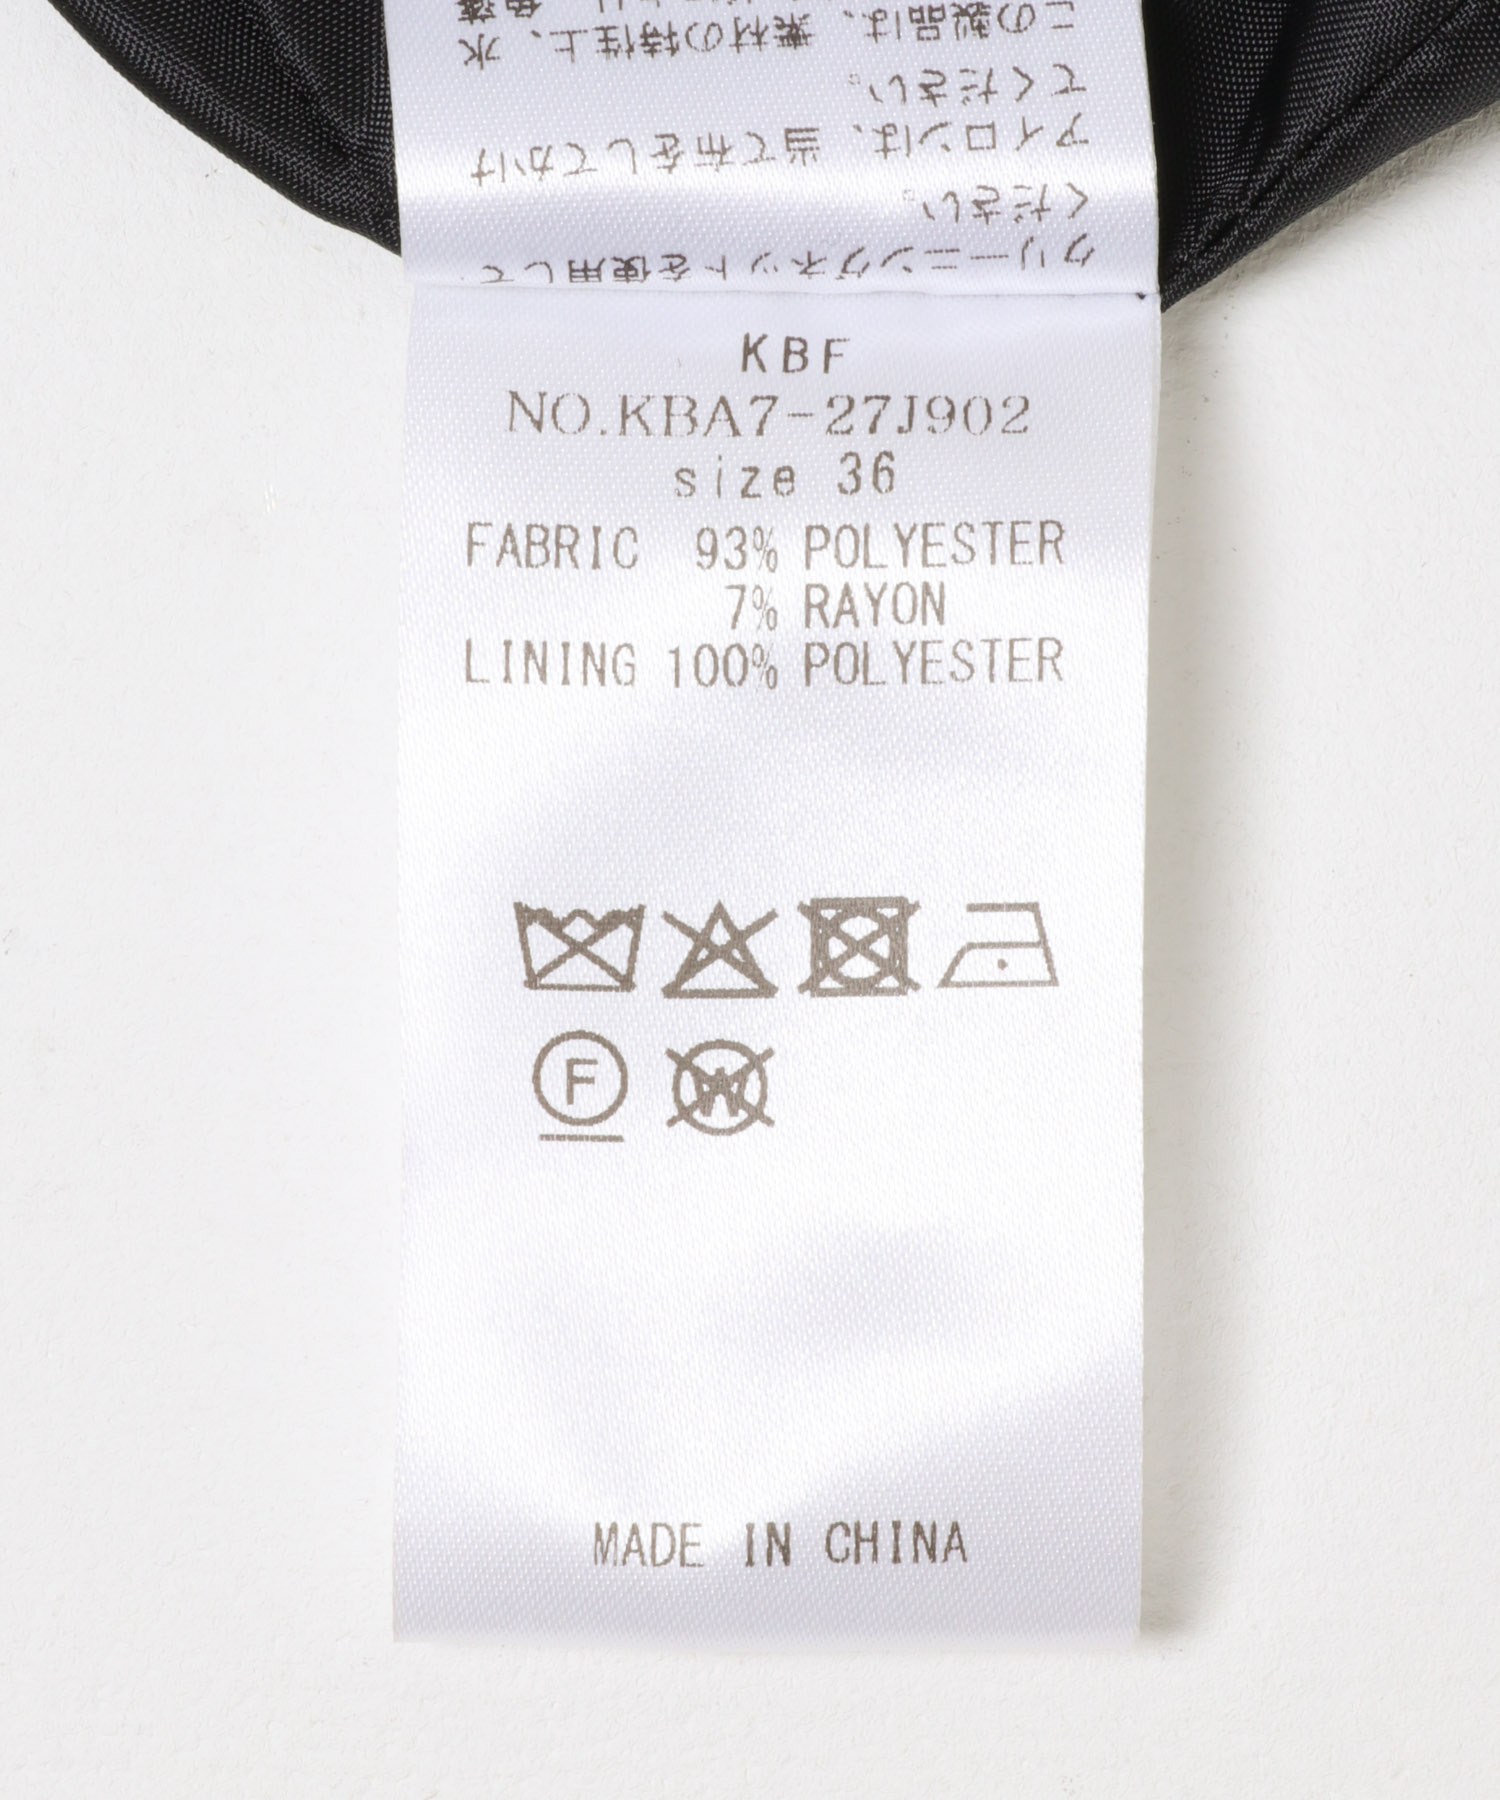 クリーニングネットを使用して
ください。
アイロンは、当て布をしてかけ
てください。
この製品は、素材の特性上、水
KBF
NO.KBA7-27J902
size 36
FABRIC 93% POLYESTER
7% RAYON
LINING 100% POLYESTER
F
W
MADE IN CHINA